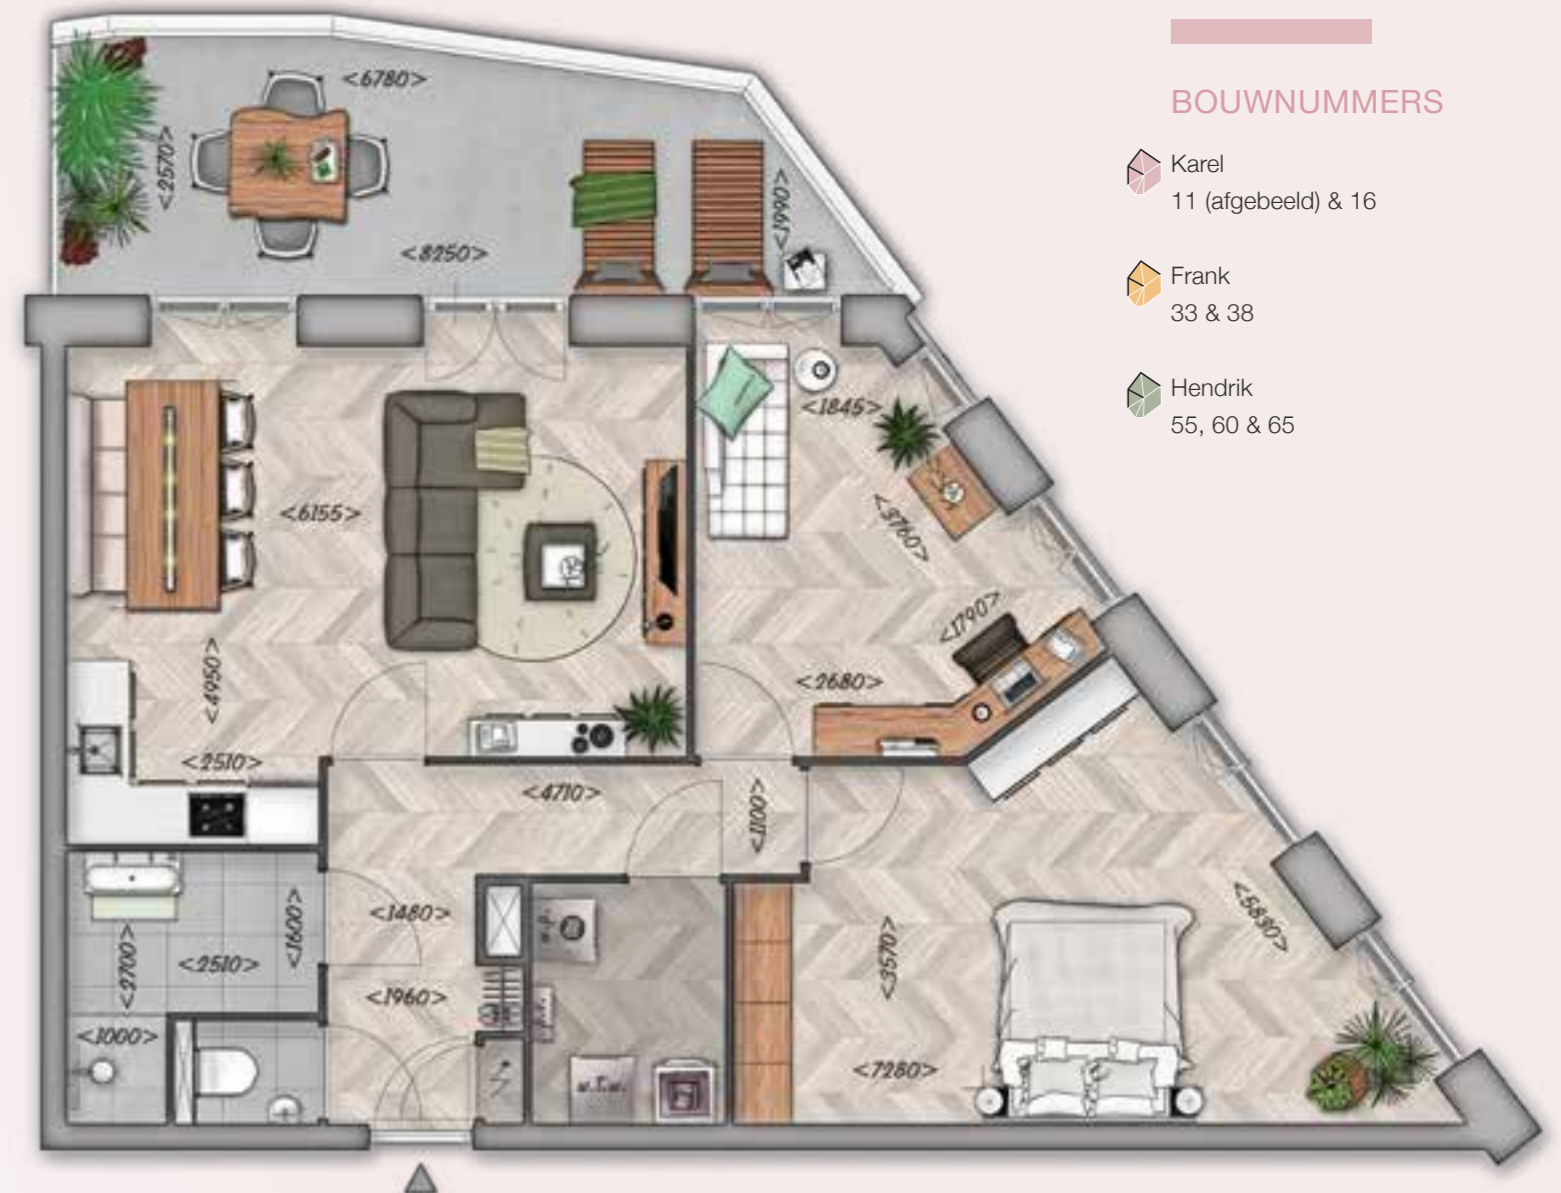 BOUWNUMMERS
Karel
11 (afgebeeld) & 16
Frank
33 & 38
Hendrik
55, 60 & 65
<6780>
<2570>
<1990>
<8250>
<1845>
<6155>
<3760>
<1790>
<4950>
<2680>
<2510>
<4710>
<1100>
<1480>
<1600>
<2700>
<2510>
<3570>
<5830>
<1960>
<1000>
<7280>
w.t.w.